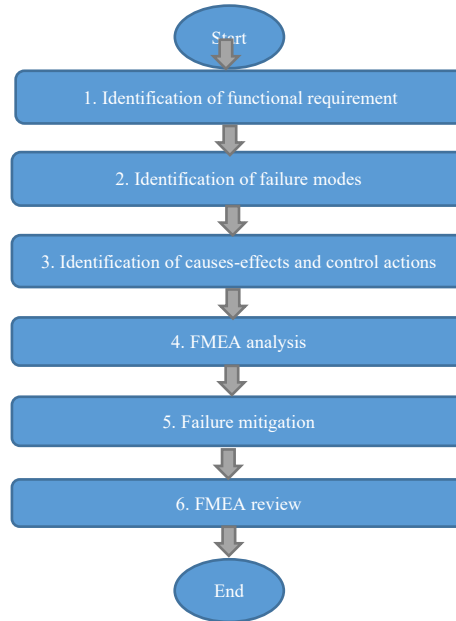 Start
1. Identification of functional requirement
2. Identification of failure modes
3. Identification of causes-effects and control actions
4. FMEA analysis
5. Failure mitigation
6. FMEA review
End